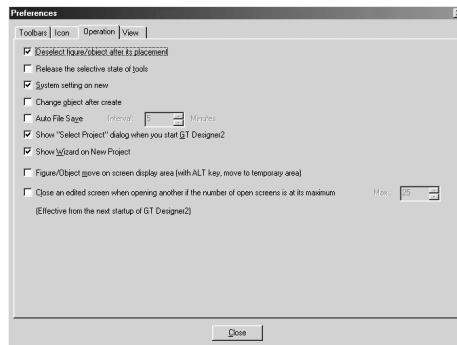 Preferences
Toolbars Icon Operation View
Deselect figure/object after its placement
Release the selective state of tools
System setting on new
Change object after create
Auto File Save Interval: 5 Minutes
Show "Select Project" dialog when you start GT Designer2
Show Wizard on New Project
Figure/Object move on screen display area (with ALT key, move to temporary area)
Close an edited screen when opening another if the number of open screens is at its maximum Max.: 25
(Effective from the next startup of GT Designer2)
Close